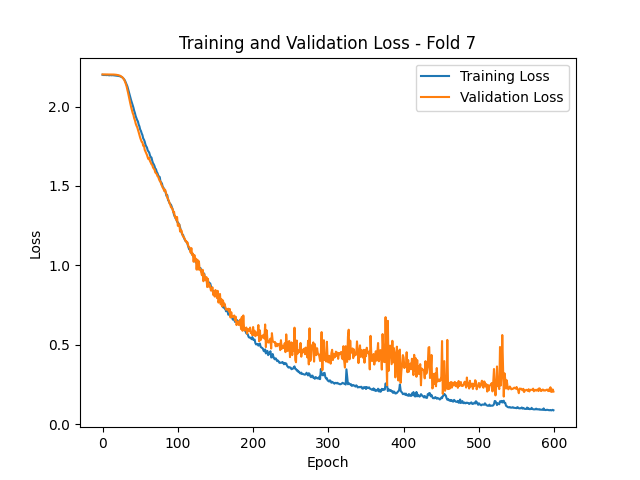 Training and Validation Loss - Fold 7
Training Loss
Validation Loss
2.0
1.5
1.0
0.5
0.0
Loss
0 100 200 300 400 500 600
Epoch